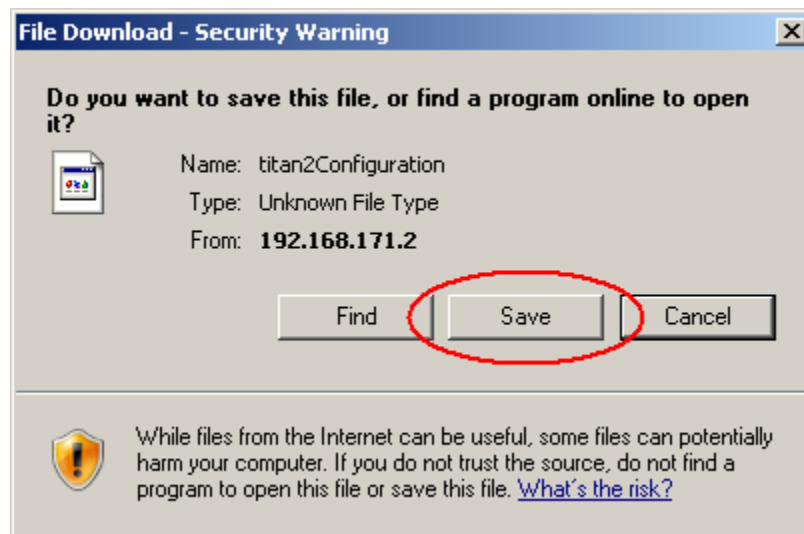 File Download - Security Warning
Do you want to save this file, or find a program online to open
it?
Name: titan2Configuration
Type: Unknown File Type
From: 192.168.171.2
Find Save Cancel
While files from the Internet can be useful, some files can potentially
harm your computer. If you do not trust the source, do not find a
program to open this file or save this file. What's the risk?